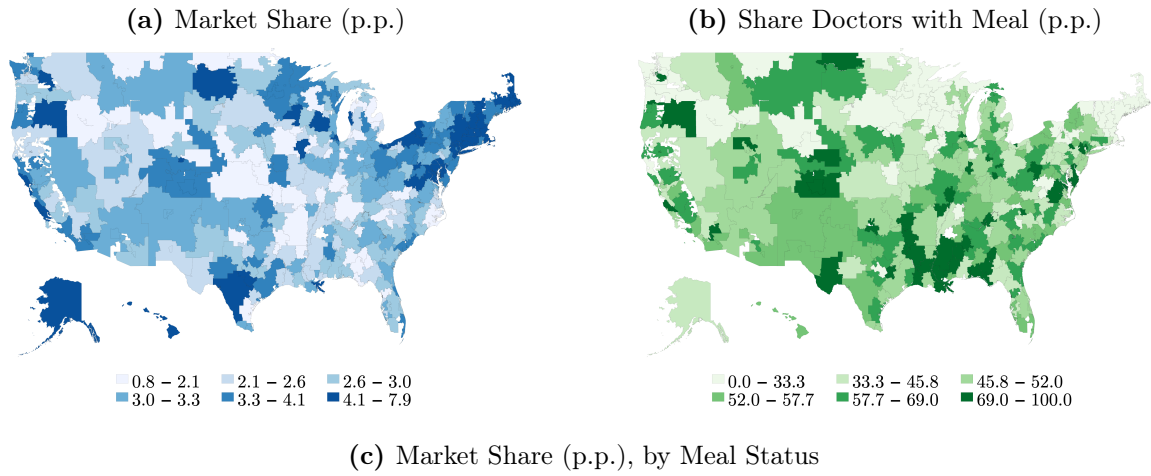 (a) Market Share (p.p.)
(b) Share Doctors with Meal (p.p.)
0.8 – 2.1 2.1 – 2.6 2.6 – 3.0
3.0 – 3.3 3.3 – 4.1 4.1 – 7.9
0.0 – 33.3 33.3 – 45.8 45.8 – 52.0
52.0 – 57.7 57.7 – 69.0 69.0 – 100.0
(c) Market Share (p.p.), by Meal Status